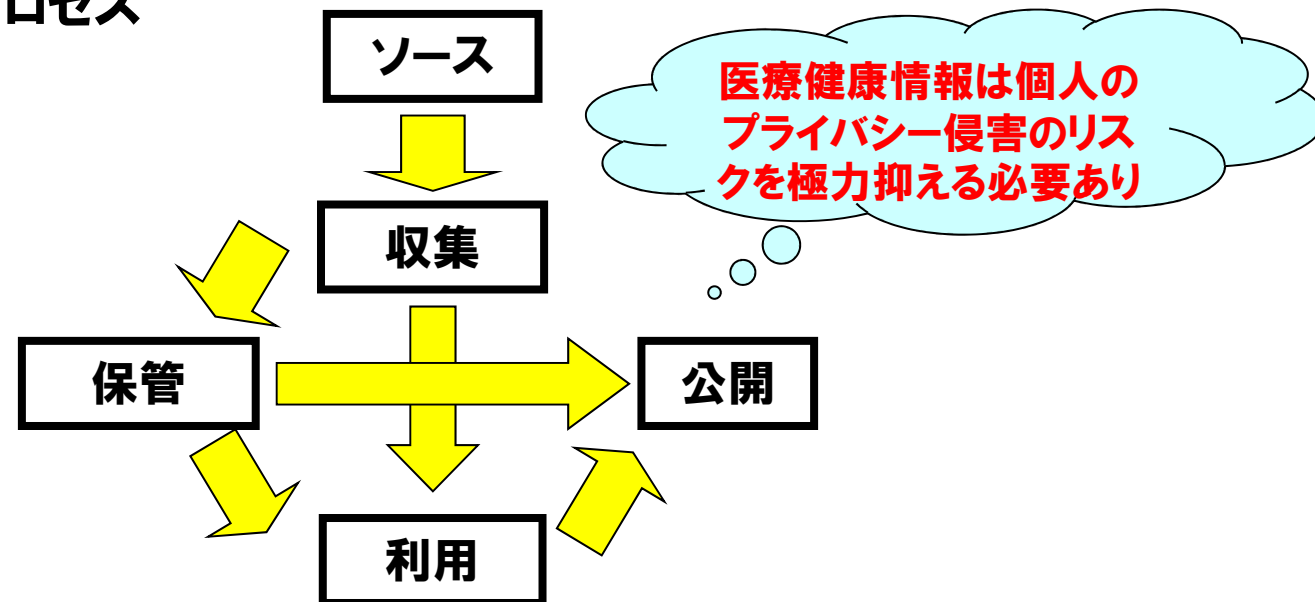 ロセス
ソース
医療健康情報は個人の
プライバシー侵害のリス
クを極力抑える必要あり
収集
保管
公開
利用